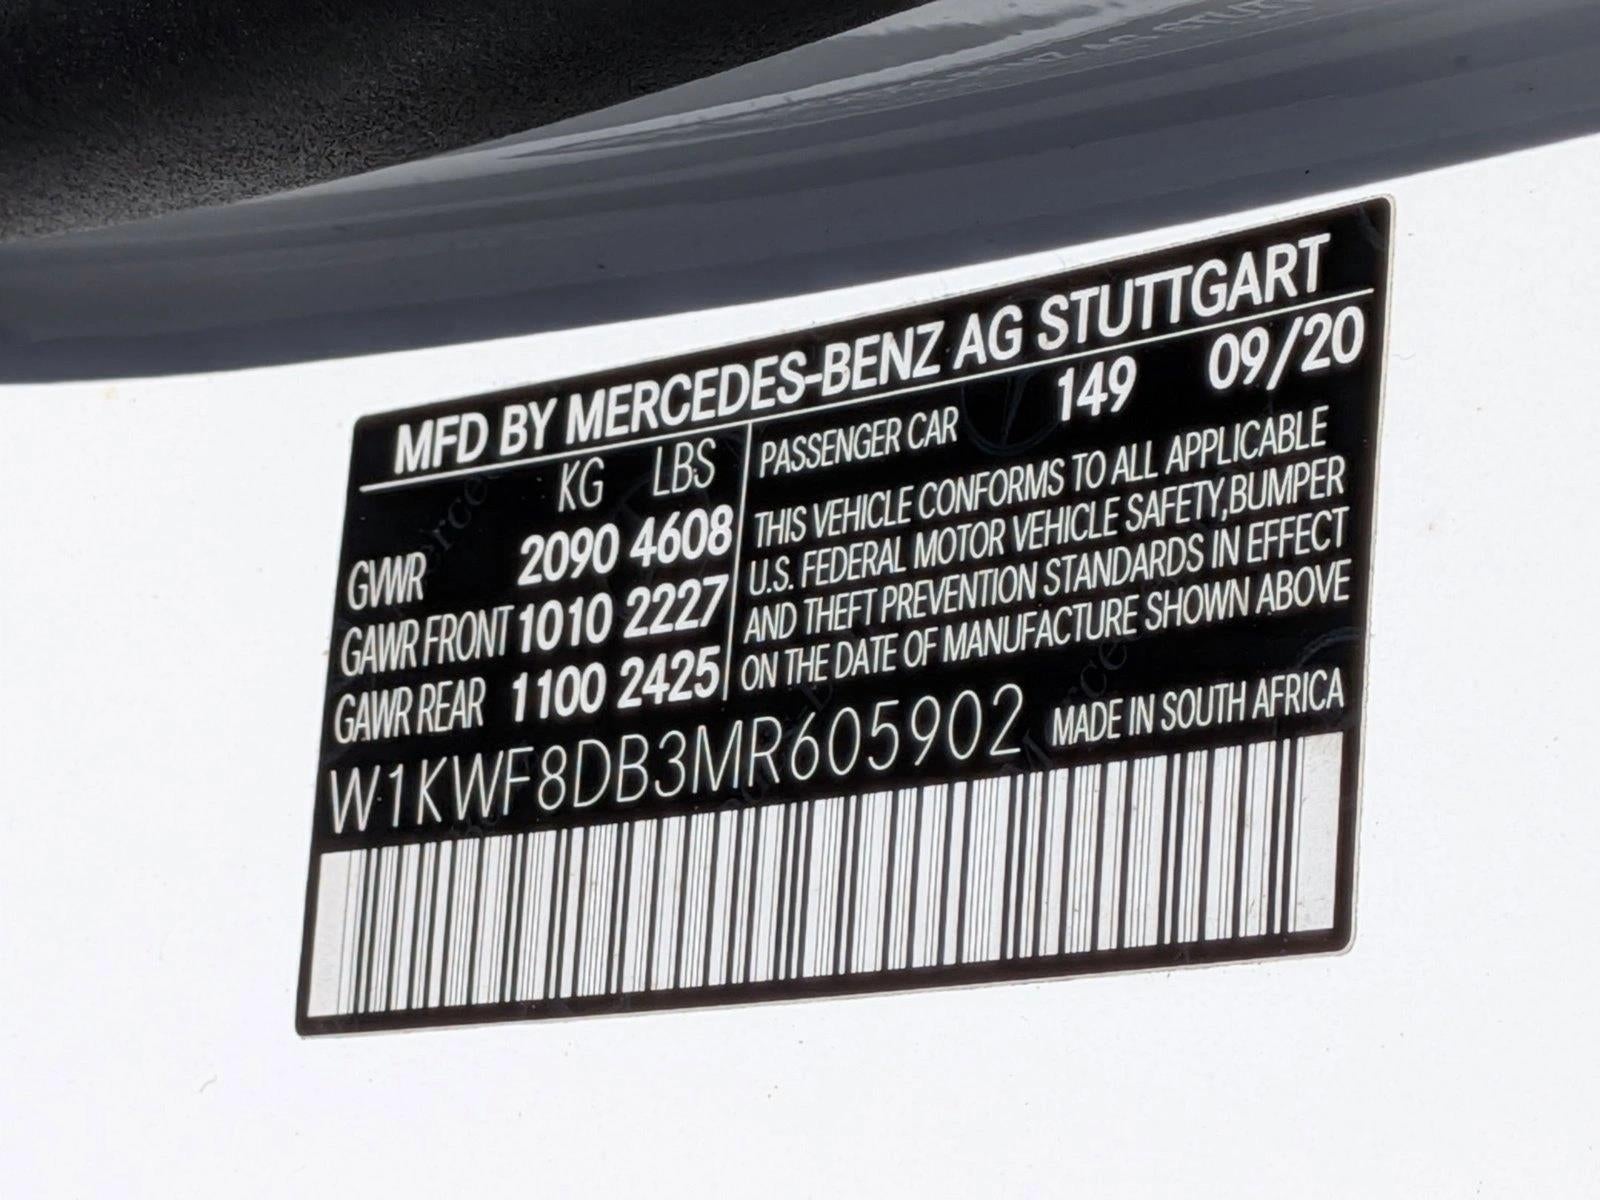 MFD BY MERCEDES-BENZ AG STUTTGART
KG LBS
GVWR 2090 4608
GAWR FRONT 1010 2227
GAWR REAR 1100 2425
PASSENGER CAR 149 09/20
THIS VEHICLE CONFORMS TO ALL APPLICABLE
U.S. FEDERAL MOTOR VEHICLE SAFETY,BUMPER
AND THEFT PREVENTION STANDARDS IN EFFECT
ON THE DATE OF MANUFACTURE SHOWN ABOVE
W1KWF8DB3MR605902 MADE IN SOUTH AFRICA